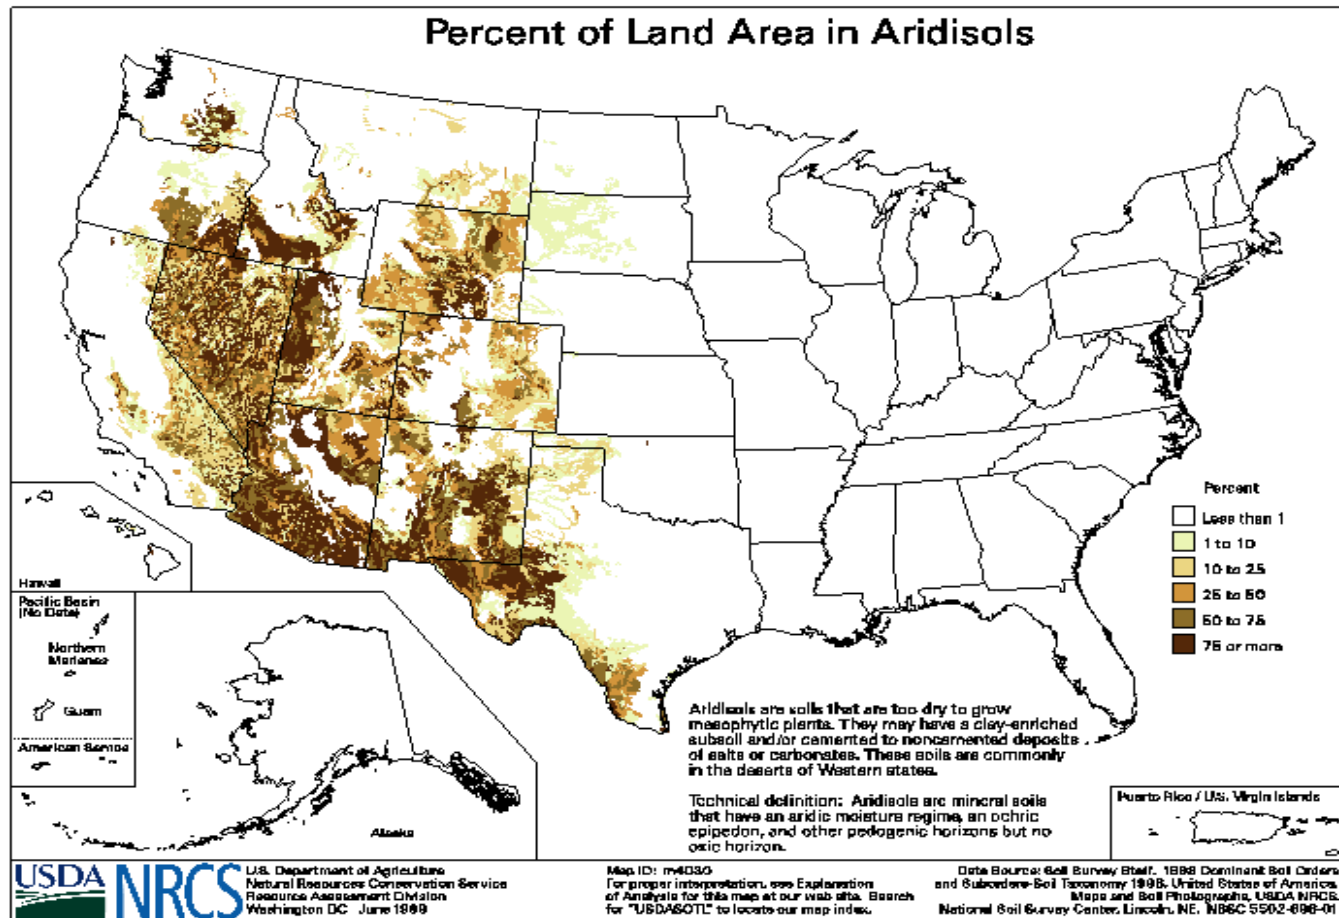 Percent of Land Area in Aridisols
Percent
Less than 1
1 to 10
10 to 25
25 to 50
50 to 75
75 or more
Hawaii
Pacific Basin
(No Data)
Northern
Marianas
Guam
American Samoa
Alaska
Aridisols are soils that are too dry to grow
mesophytic plants. They may have a clay-enriched
subsoil and/or cemented to noncemented deposits
of salts or carbonates. These soils are commonly
in the deserts of Western states.
Technical definition: Aridisols are mineral soils
that have an aridic moisture regime, an ochric
epipedon, and other pedogenic horizons but no
oxic horizon.
Puerto Rico / U.S. Virgin Islands
USDA NRCS
U.S. Department of Agriculture
Natural Resources Conservation Service
Resource Assessment Division
Washington DC June 1999
Map ID: m4030
For proper interpretation, see Explanation
of Analysis for this map at our web site. Search
for "USDASOTL" to locate our map index.
Data Source: Soil Survey Staff. 1998 Dominant Soil Orders
and Suborders-Soil Taxonomy 1998, United States of America.
Maps and Soil Photographs, USDA NRCS,
National Soil Survey Center, Lincoln, NE. NSSC 5502-898-01